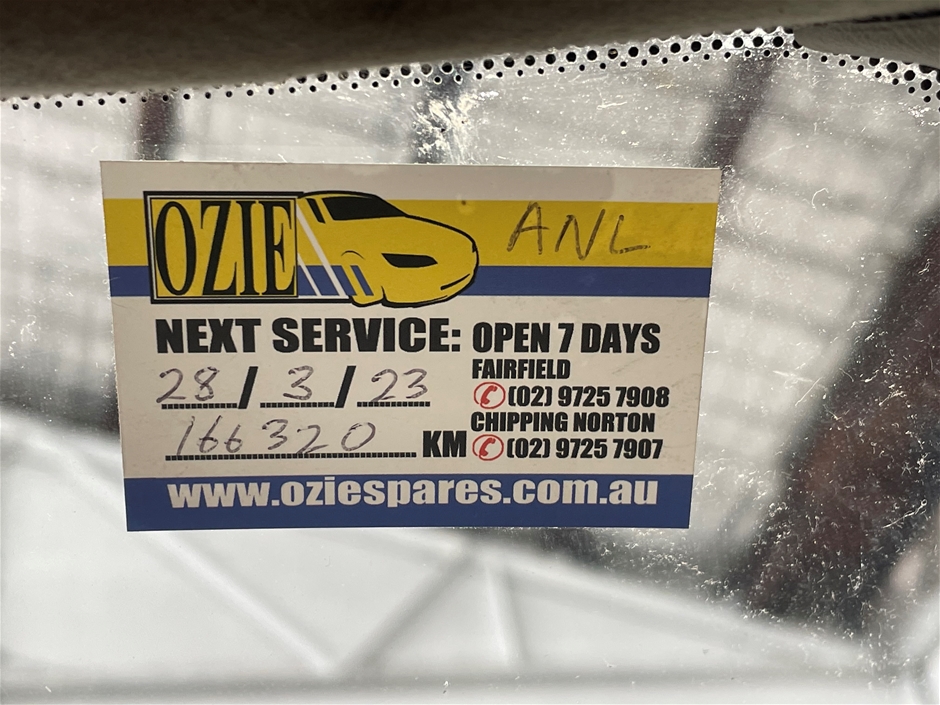 OZIE ANL
NEXT SERVICE: OPEN 7 DAYS
28/3/23
166320 KM
FAIRFIELD
(02) 9725 7908
CHIPPING NORTON
(02) 9725 7907
www.oziespares.com.au